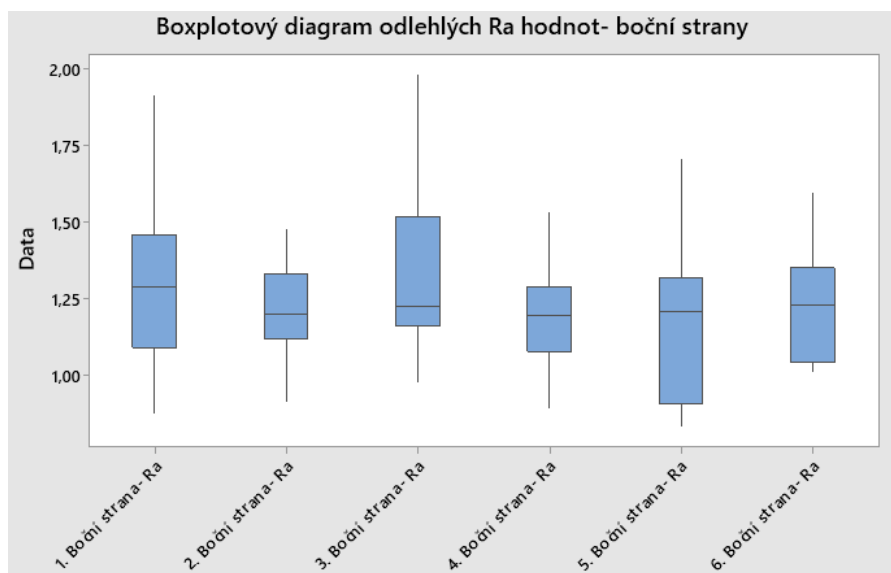 Boxplotový diagram odlehlých Ra hodnot- boční strany
2,00
1,75
1,50
1,25
1,00
Data
1. Boční strana- Ra
2. Boční strana- Ra
3. Boční strana- Ra
4. Boční strana- Ra
5. Boční strana- Ra
6. Boční strana- Ra